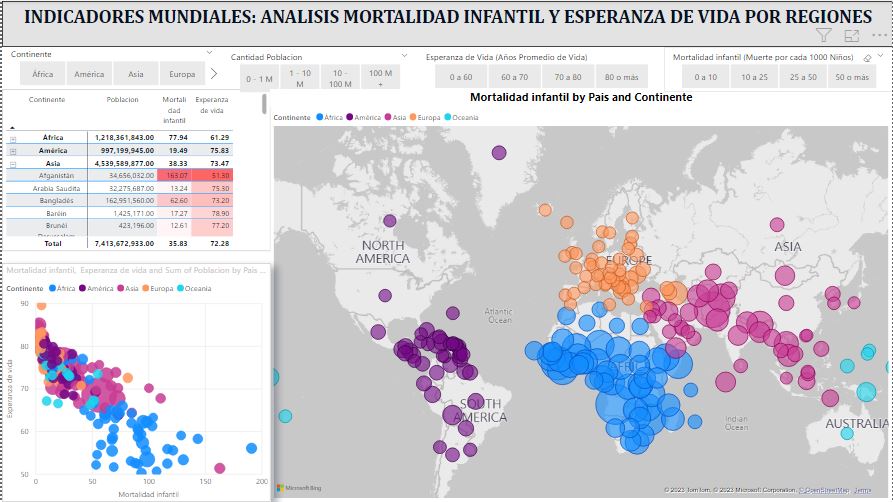 INDICADORES MUNDIALES: ANALISIS MORTALIDAD INFANTIL Y ESPERANZA DE VIDA POR REGIONES
Continente
África América Asia Europa
Cantidad Poblacion
0 - 1 M 1 - 10 M 10 - 100 M 100 M +
Esperanza de Vida (Años Promedio de Vida)
0 a 60 60 a 70 70 a 80 80 o más
Mortalidad infantil (Muerte por cada 1000 Niños)
0 a 10 10 a 25 25 a 50 50 o más
Continente Poblacion Mortali dad infantil Esperanza de vida
África 1,218,361,843.00 77.94 61.29
América 997,199,945.00 19.49 75.83
Asia 4,539,589,877.00 38.33 73.47
Afganistán 34,656,032.00 163.07 51.30
Arabia Saudita 32,275,687.00 13.24 75.30
Bangladés 162,951,560.00 62.60 73.20
Baréin 1,425,171.00 17.27 78.90
Brunéi 423,196.00 12.61 77.20
Total 7,413,672,933.00 35.83 72.28
Mortalidad infantil by País and Continente
Continente África América Asia Europa Oceania
NORTH AMERICA
EUROPE
ASIA
Atlantic Ocean
AFRICA
SOUTH AMERICA
Indian Ocean
AUSTRALIA
Microsoft Bing
© 2023 TomTom, © 2023 Microsoft Corporation, © OpenStreetMap Terms
Mortalidad infantil, Esperanza de vida and Sum of Poblacion by País ...
Continente África América Asia Europa Oceania
Esperanza de vida
90
80
70
60
50
0 50 100 150 200
Mortalidad infantil